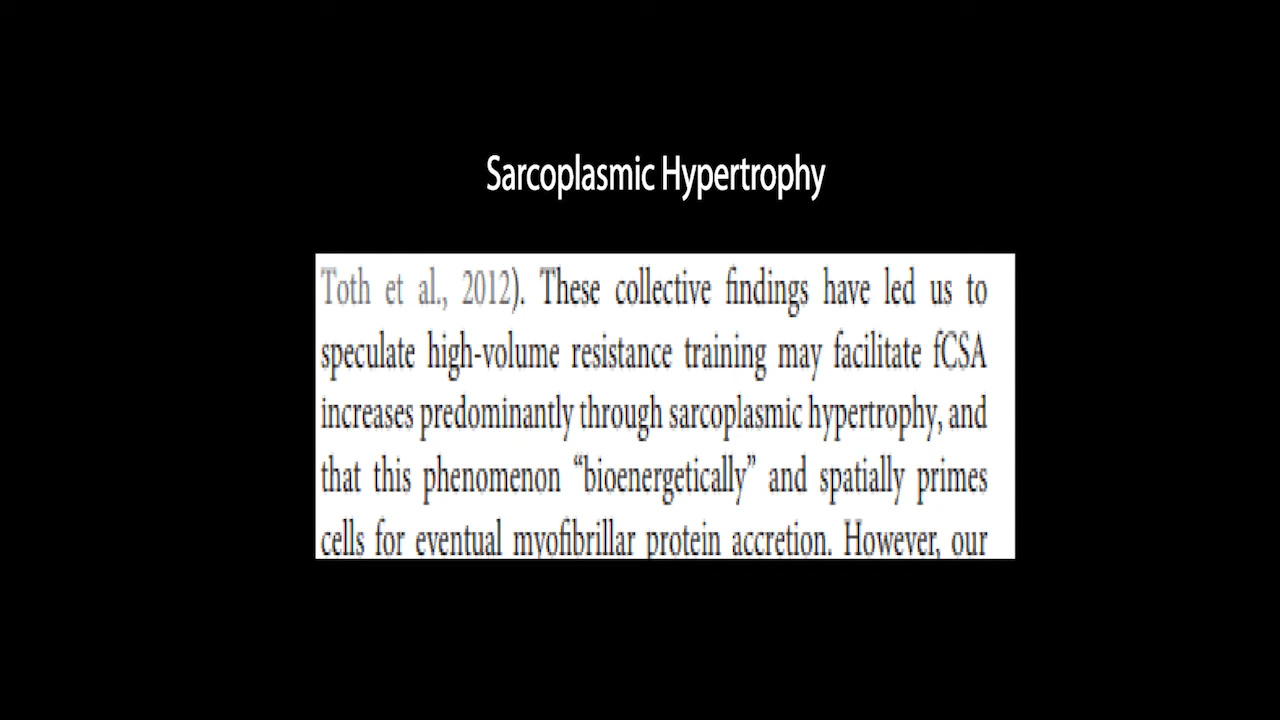 Sarcoplasmic Hypertrophy
Toth et al., 2012). These collective findings have led us to
speculate high-volume resistance training may facilitate fCSA
increases predominantly through sarcoplasmic hypertrophy, and
that this phenomenon “bioenergetically” and spatially primes
cells for eventual myofibrillar protein accretion. However, our